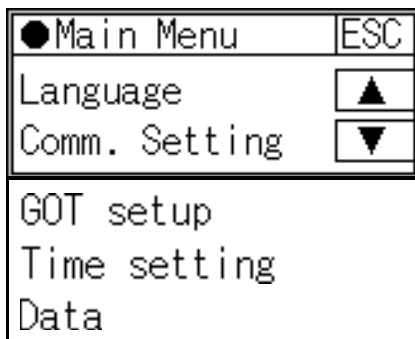 ●Main Menu ESC
Language ▲
Comm. Setting ▼
GOT setup
Time setting
Data